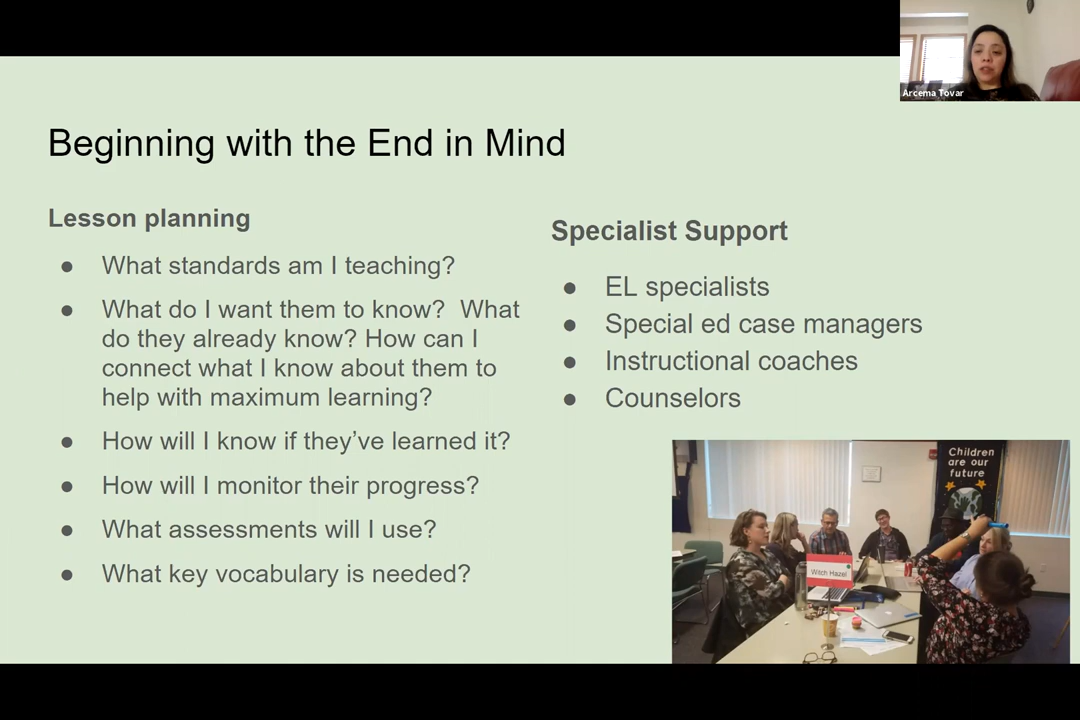 Arcema Tovar
Beginning with the End in Mind
Lesson planning
● What standards am I teaching?
● What do I want them to know?  What
do they already know? How can I
connect what I know about them to
help with maximum learning?
● How will I know if they’ve learned it?
● How will I monitor their progress?
● What assessments will I use?
● What key vocabulary is needed?
Specialist Support
● EL specialists
● Special ed case managers
● Instructional coaches
● Counselors
Children
are our
future
Witch Hazel